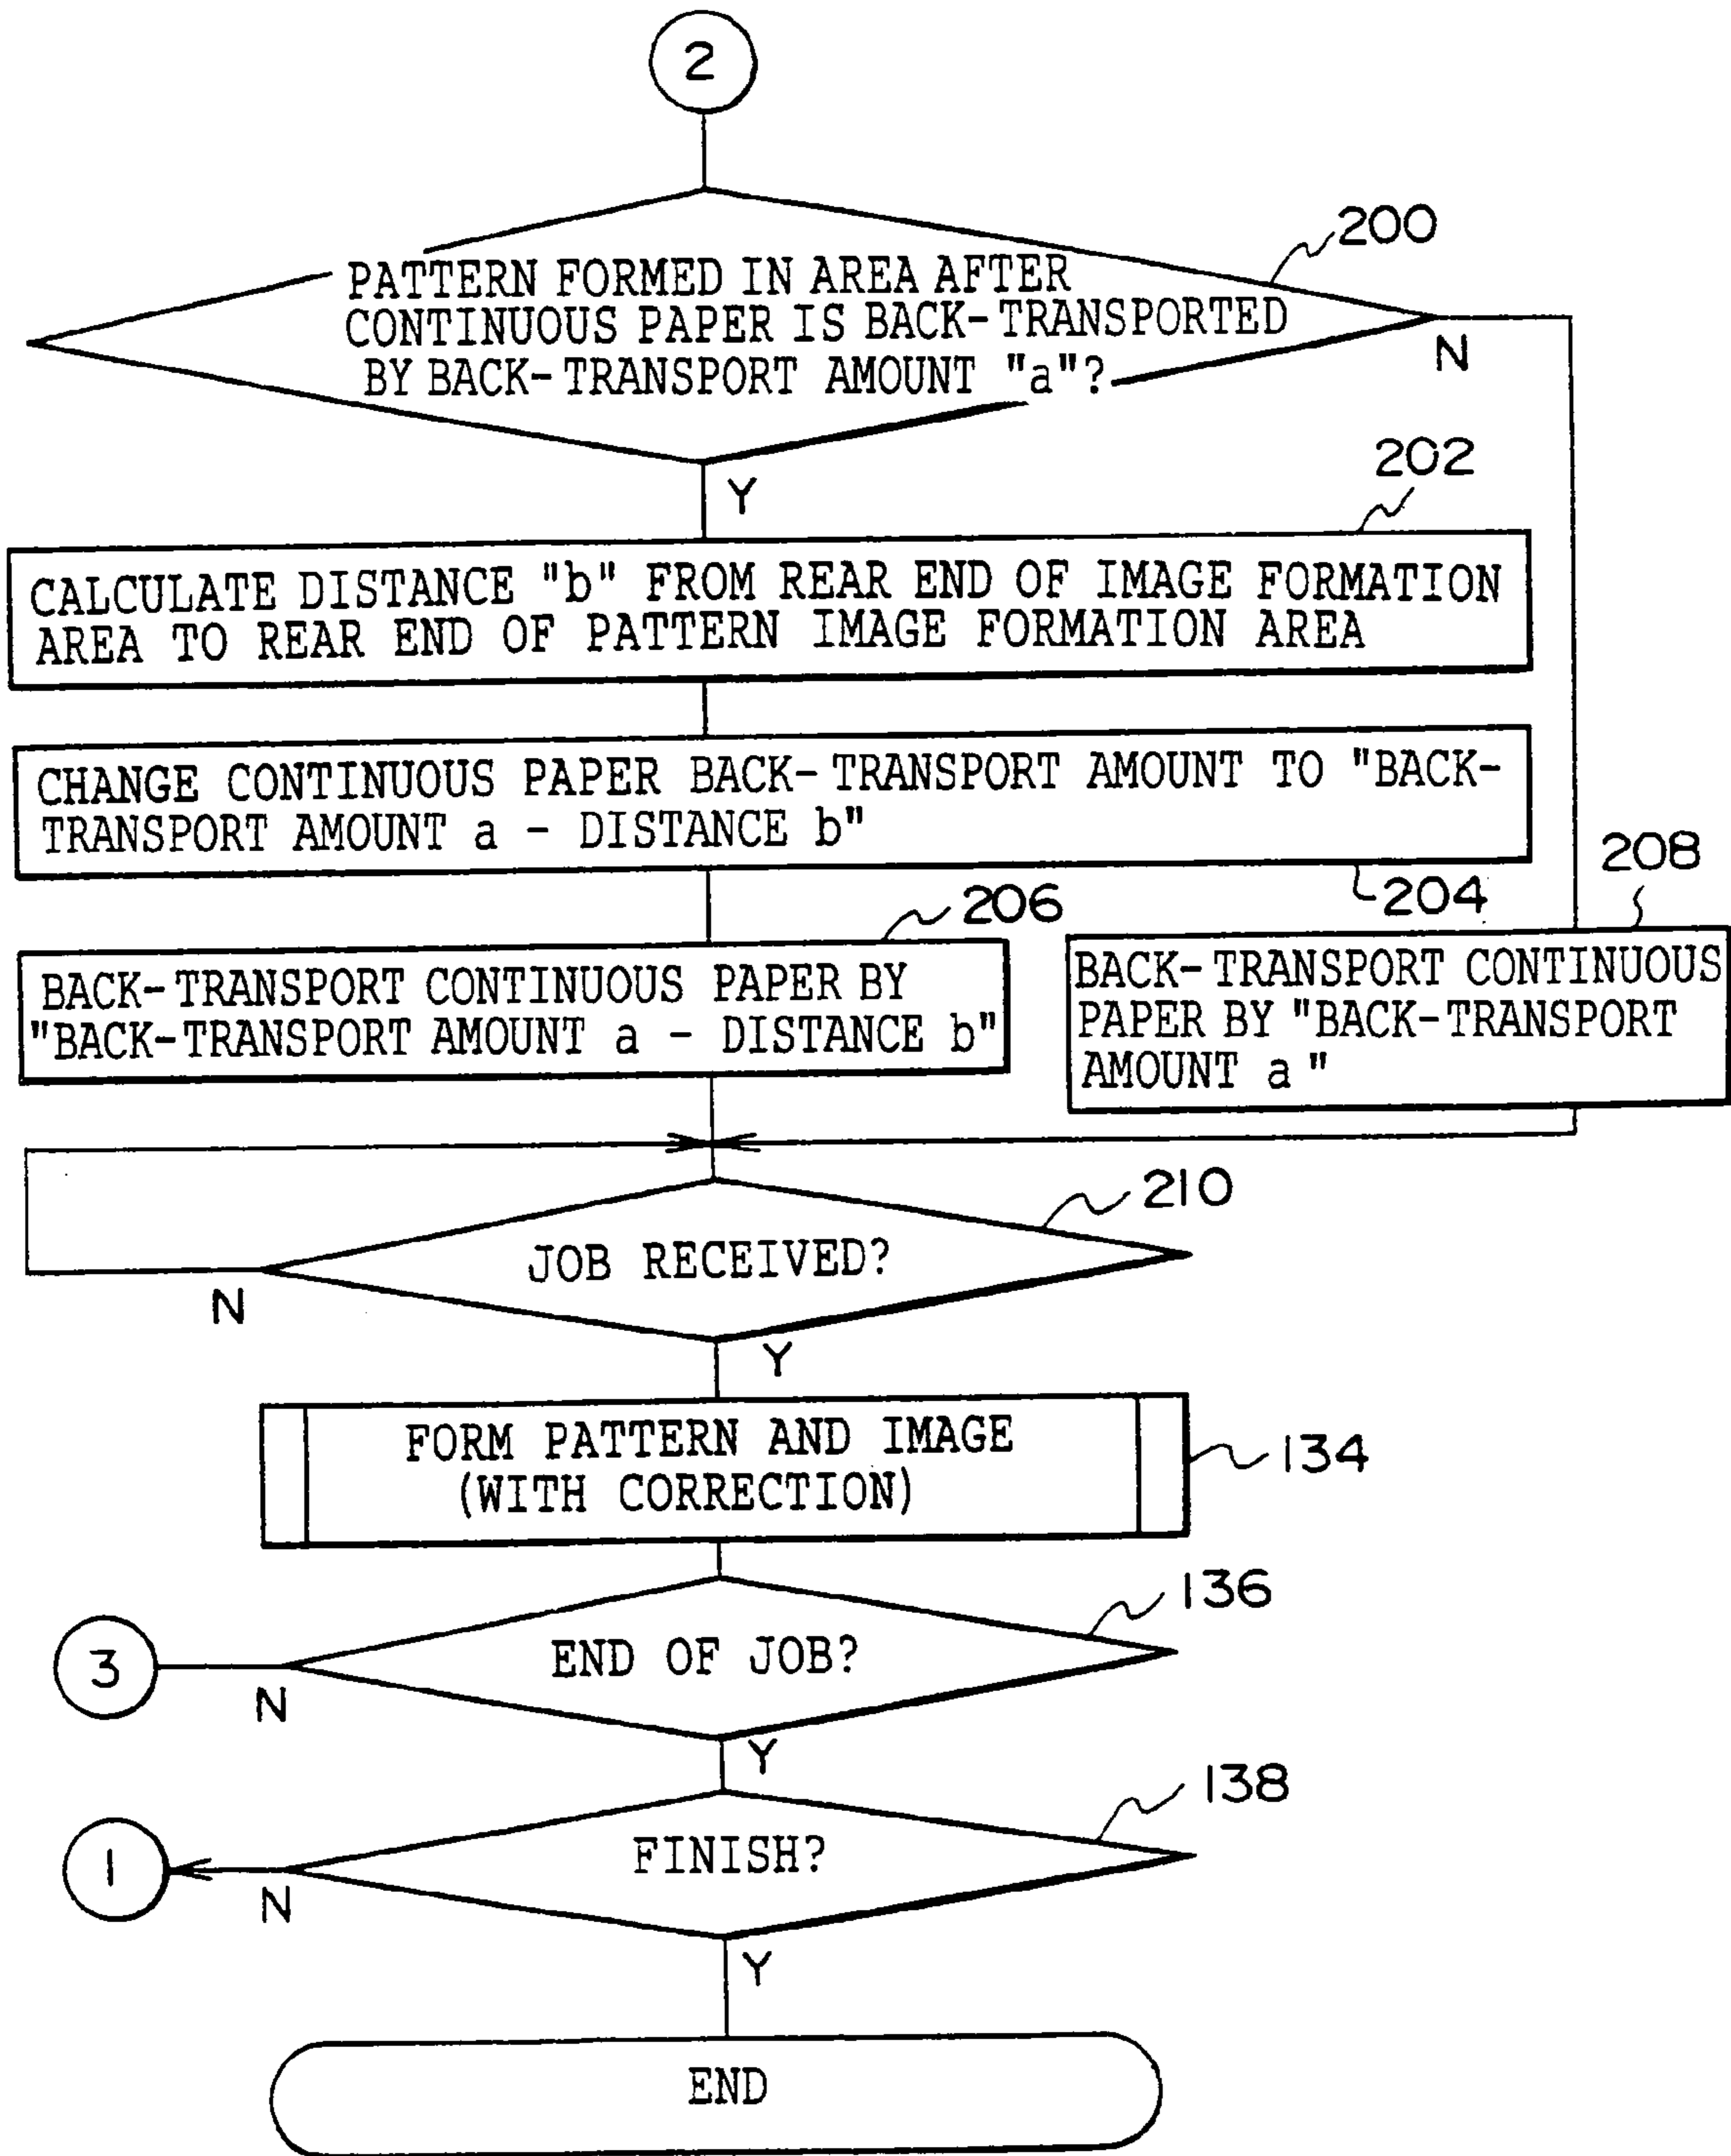 2
200
PATTERN FORMED IN AREA AFTER
CONTINUOUS PAPER IS BACK-TRANSPORTED
BY BACK-TRANSPORT AMOUNT "a"?
N
Y
202
CALCULATE DISTANCE "b" FROM REAR END OF IMAGE FORMATION
AREA TO REAR END OF PATTERN IMAGE FORMATION AREA
CHANGE CONTINUOUS PAPER BACK-TRANSPORT AMOUNT TO "BACK-
TRANSPORT AMOUNT a - DISTANCE b"
204
206
BACK-TRANSPORT CONTINUOUS PAPER BY
"BACK-TRANSPORT AMOUNT a - DISTANCE b"
208
BACK-TRANSPORT CONTINUOUS
PAPER BY "BACK-TRANSPORT
AMOUNT a"
210
JOB RECEIVED?
N
Y
FORM PATTERN AND IMAGE
(WITH CORRECTION)
134
136
END OF JOB?
3
N
Y
138
FINISH?
1
N
Y
END